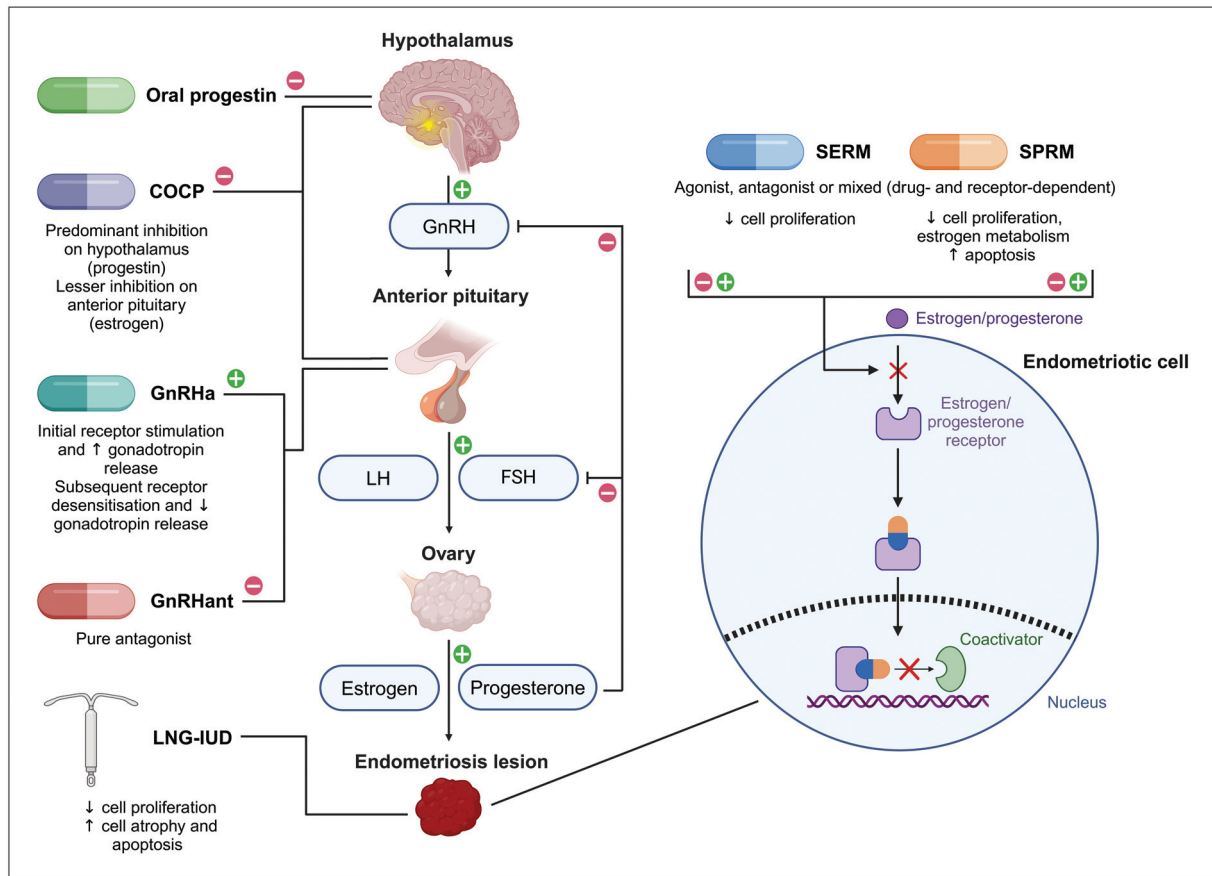 Hypothalamus
Oral progestin
COCP
Predominant inhibition
on hypothalamus
(progestin)
Lesser inhibition on
anterior pituitary
(estrogen)
GnRH
Anterior pituitary
GnRHa
Initial receptor stimulation
and ↑ gonadotropin
release
Subsequent receptor
desensitisation and ↓
gonadotropin release
LH
FSH
Ovary
GnRHant
Pure antagonist
Estrogen
Progesterone
LNG-IUD
↓ cell proliferation
↑ cell atrophy and
apoptosis
Endometriosis lesion
SERM
SPRM
Agonist, antagonist or mixed (drug- and receptor-dependent)
↓ cell proliferation
↓ cell proliferation,
estrogen metabolism
↑ apoptosis
Estrogen/progesterone
Endometriotic cell
Estrogen/
progesterone
receptor
Coactivator
Nucleus